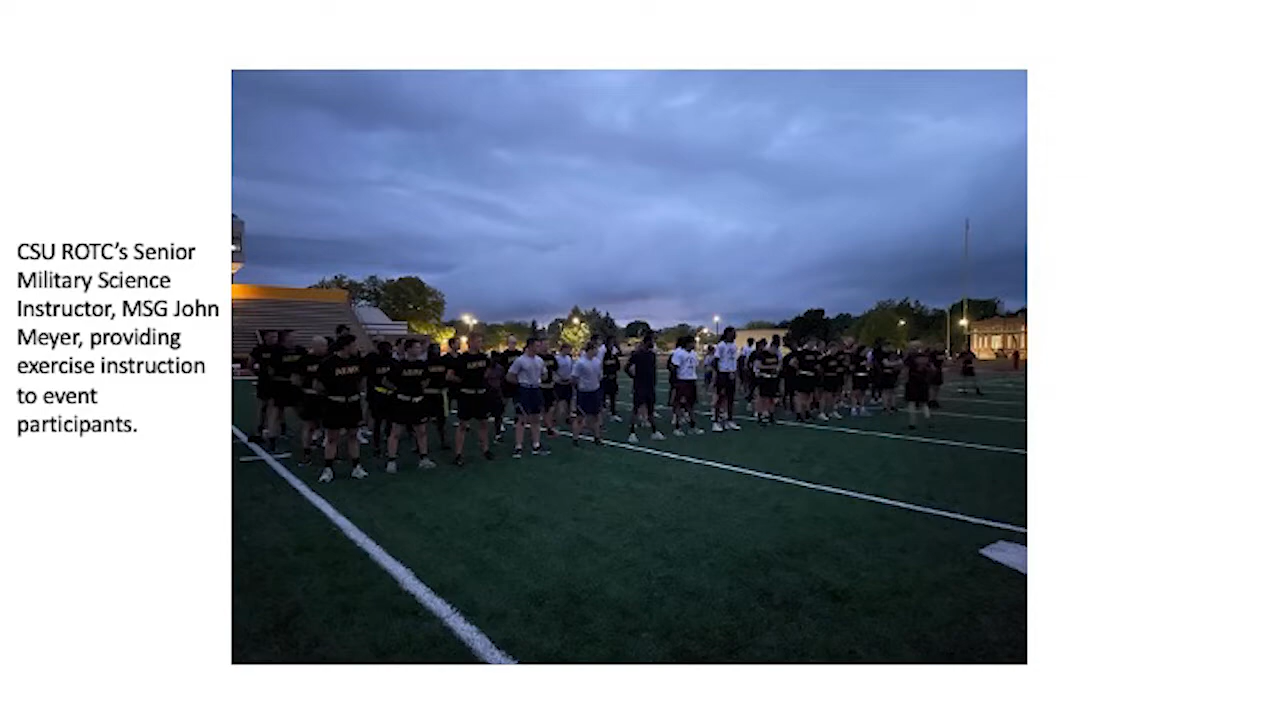 CSU ROTC’s Senior
Military Science
Instructor, MSG John
Meyer, providing
exercise instruction
to event
participants.